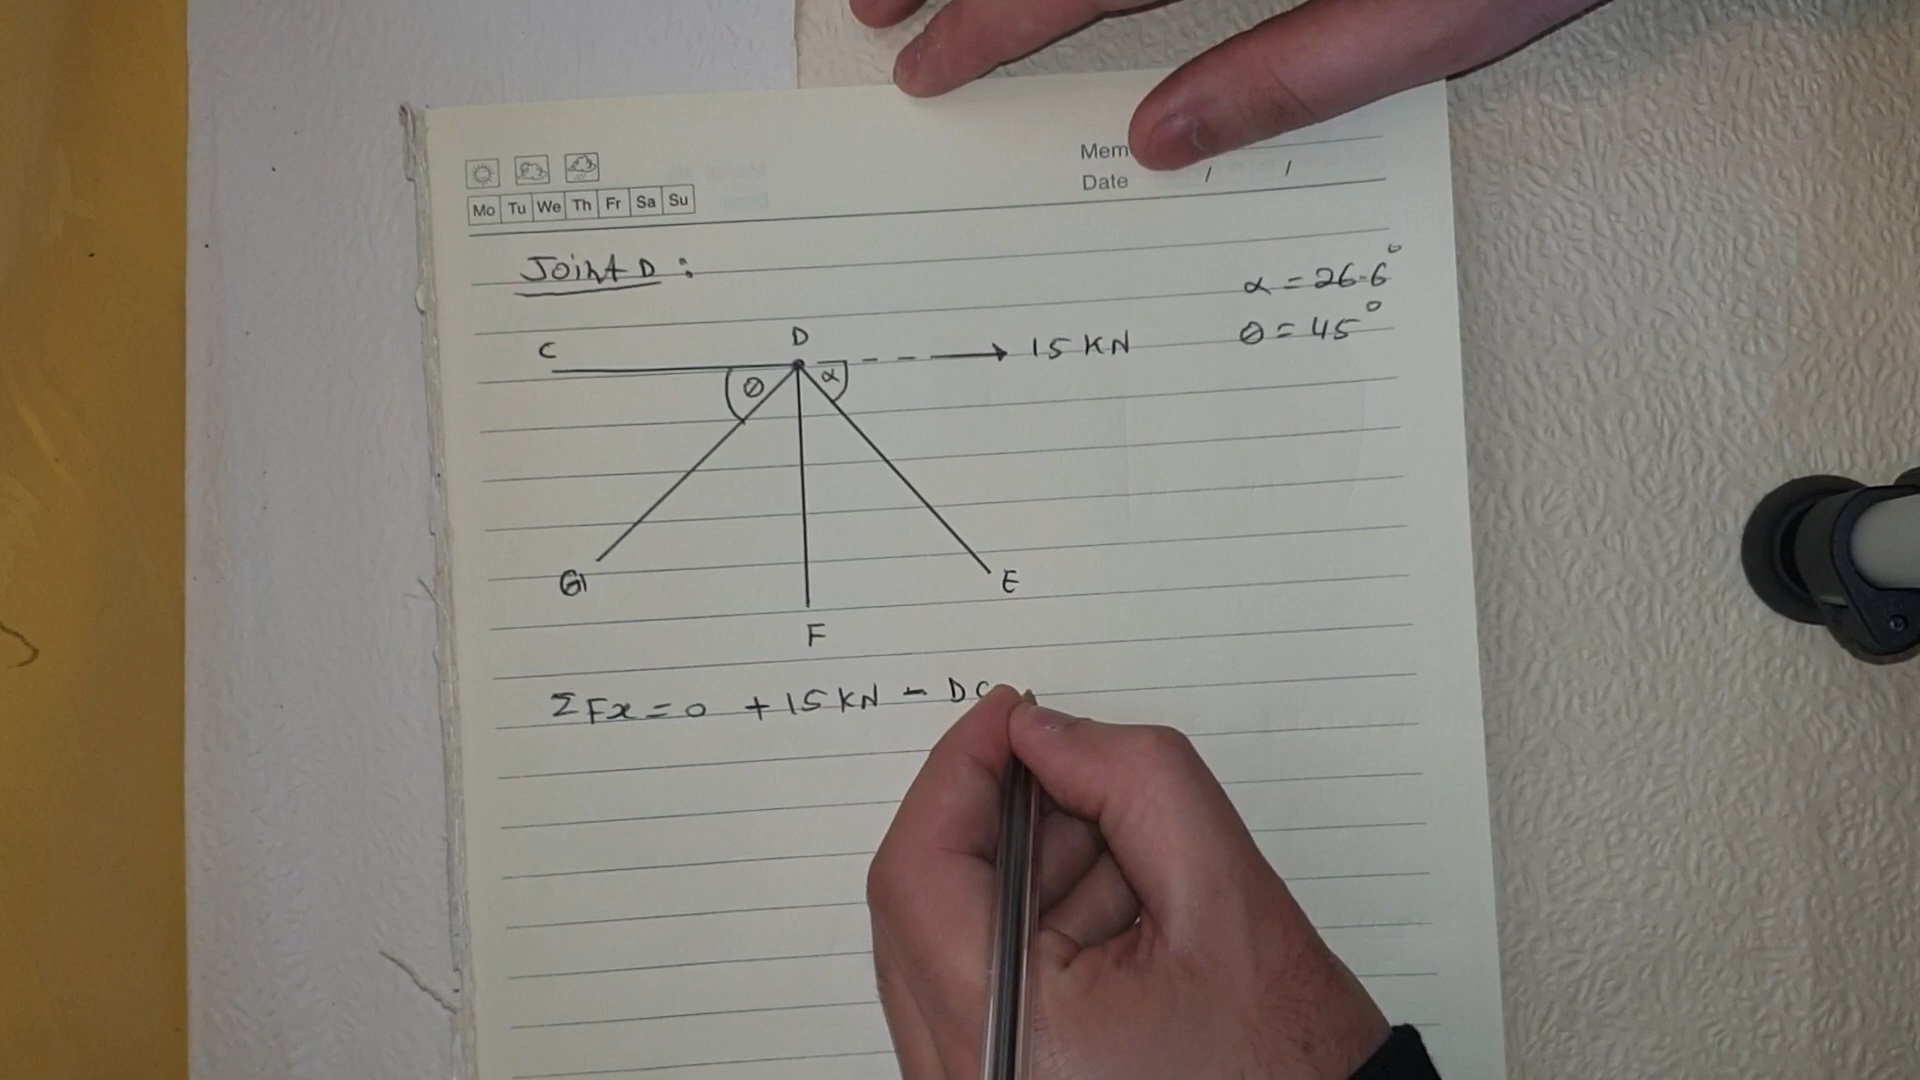 Mem
Date / /
Mo Tu We Th Fr Sa Su
Joint D :
α = 26.6°
θ = 45°
C D 15 KN
θ α
G E
F
ΣFx = 0 + 15 KN - DC